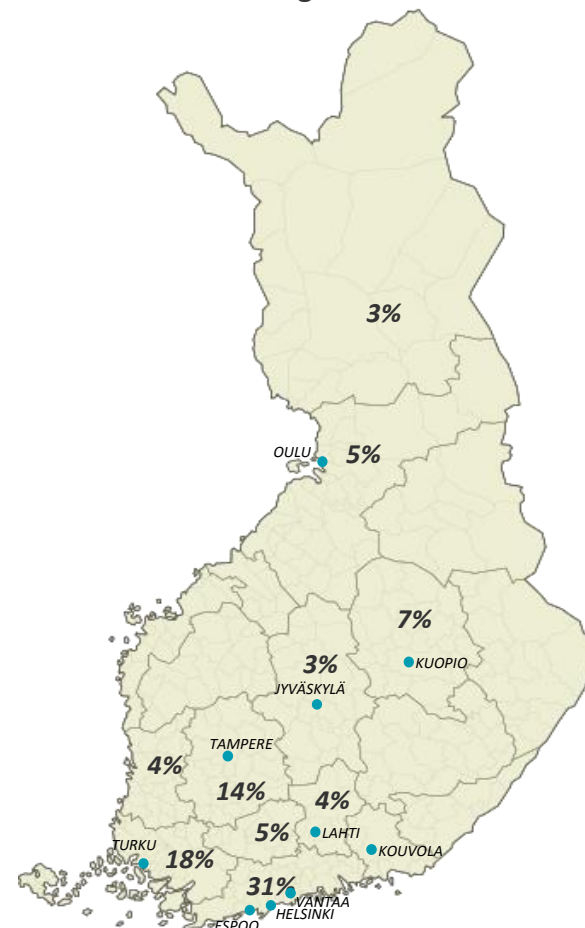 3%
OULU
5%
7%
KUOPIO
3%
JYVÄSKYLÄ
TAMPERE
4%
14%
4%
LAHTI
5%
KOUVOLA
TURKU
18%
31%
VANTAA
HELSINKI
ESPOO